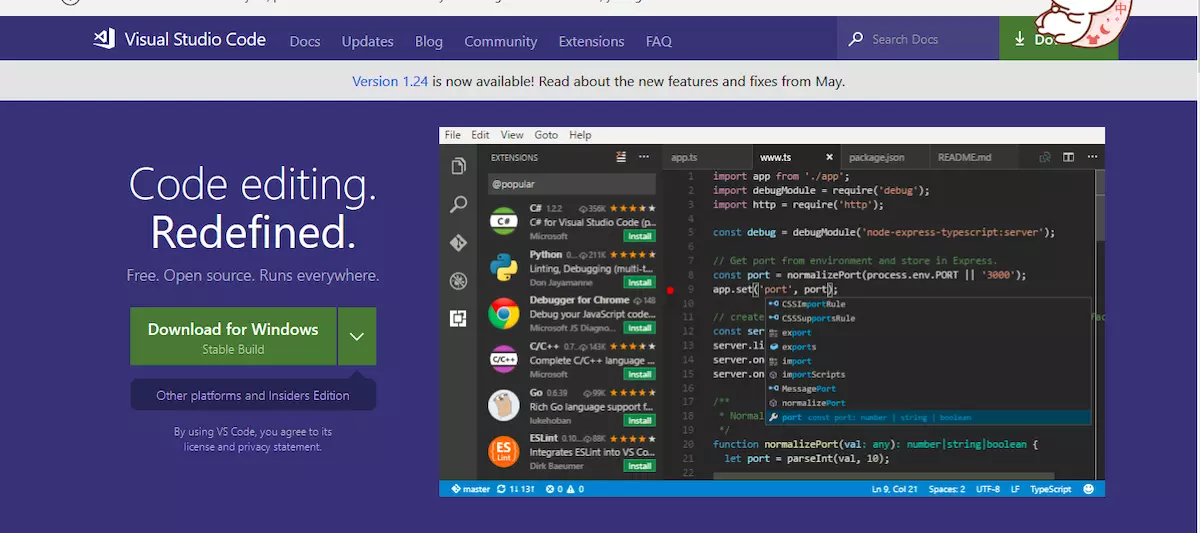 Visual Studio Code
Docs
Updates
Blog
Community
Extensions
FAQ
Search Docs
中
Version 1.24 is now available! Read about the new features and fixes from May.
Code editing.
Redefined.
Free. Open source. Runs everywhere.
Download for Windows
Stable Build
Other platforms and Insiders Edition
By using VS Code, you agree to its
license and privacy statement.
File Edit View Goto Help
EXTENSIONS
@popular
C# 1.2.2 356K
C# for Visual Studio Code (p...
Microsoft
Install
Python 0... 211K
Linting, Debugging (multi-t...
Don Jayamanne
Install
Debugger for Chrome 148
Debug your JavaScript code...
Microsoft JS Diagno...
Install
C/C++ 0.7... 143K
Complete C/C++ language ...
Microsoft
Install
Go 0.6.39 99K
Rich Go language support f...
lukehoban
Install
ESLint 0.10... 88K
Integrates ESLint into VS Co...
Dirk Baeumer
Install
app.ts
www.ts
package.json
README.md
1 import app from './app';
2 import debugModule = require('debug');
3 import http = require('http');
4
5 const debug = debugModule('node-express-typescript:server');
6
7 // Get port from environment and store in Express.
8 const port = normalizePort(process.env.PORT || '3000');
9 app.set('port', port);
10
11 // create
12 const ser
13 server.li
14 server.on
15 server.on
16
17 /**
18 * Normal
19 */
20 function normalizePort(val: any): number|string|boolean {
21 let port = parseInt(val, 10);
22
CSSImportRule
CSSSupportsRule
export
exports
import
importScripts
MessagePort
normalizePort
port const port: number | string | boolean
master 1↓ 13↑ 0 0
Ln 9, Col 21 Spaces: 2 UTF-8 LF TypeScript